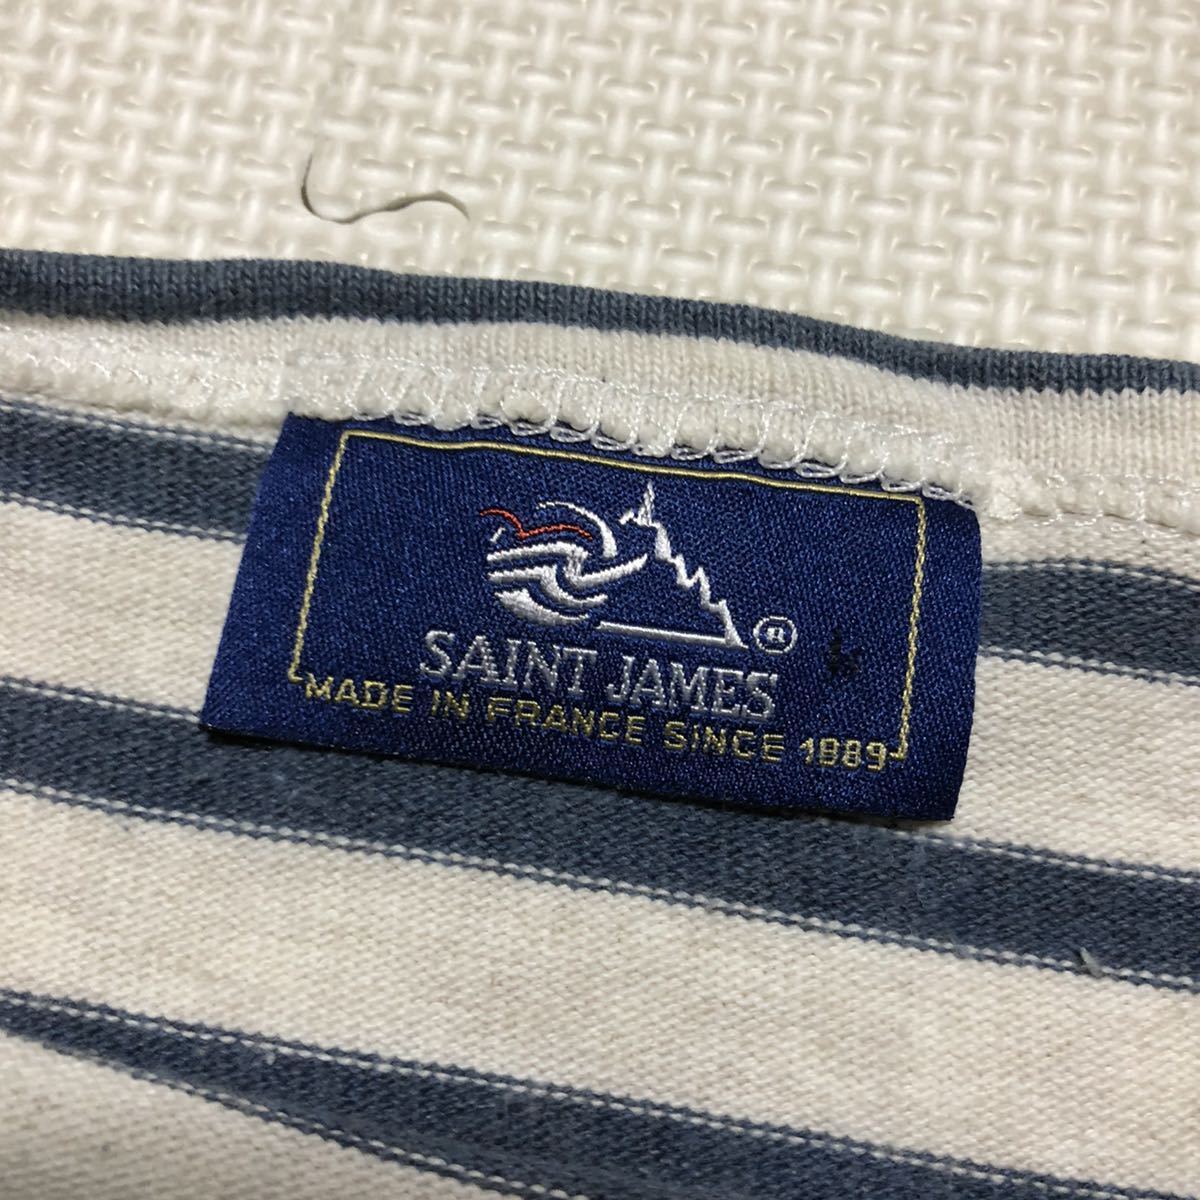 ®
SAINT JAMES
MADE IN FRANCE SINCE 1889